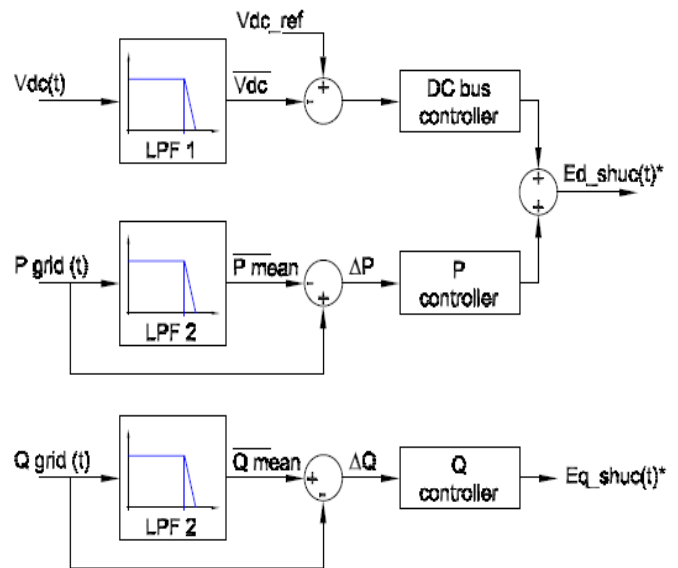 Vdc_ref
Vdc(t)
LPF 1
Vdc
+
-
DC bus
controller
+
+
Ed_shuc(t)*
P grid (t)
LPF 2
P mean
-
+
ΔP
P
controller
Q grid (t)
LPF 2
Q mean
+
-
ΔQ
Q
controller
Eq_shuc(t)*